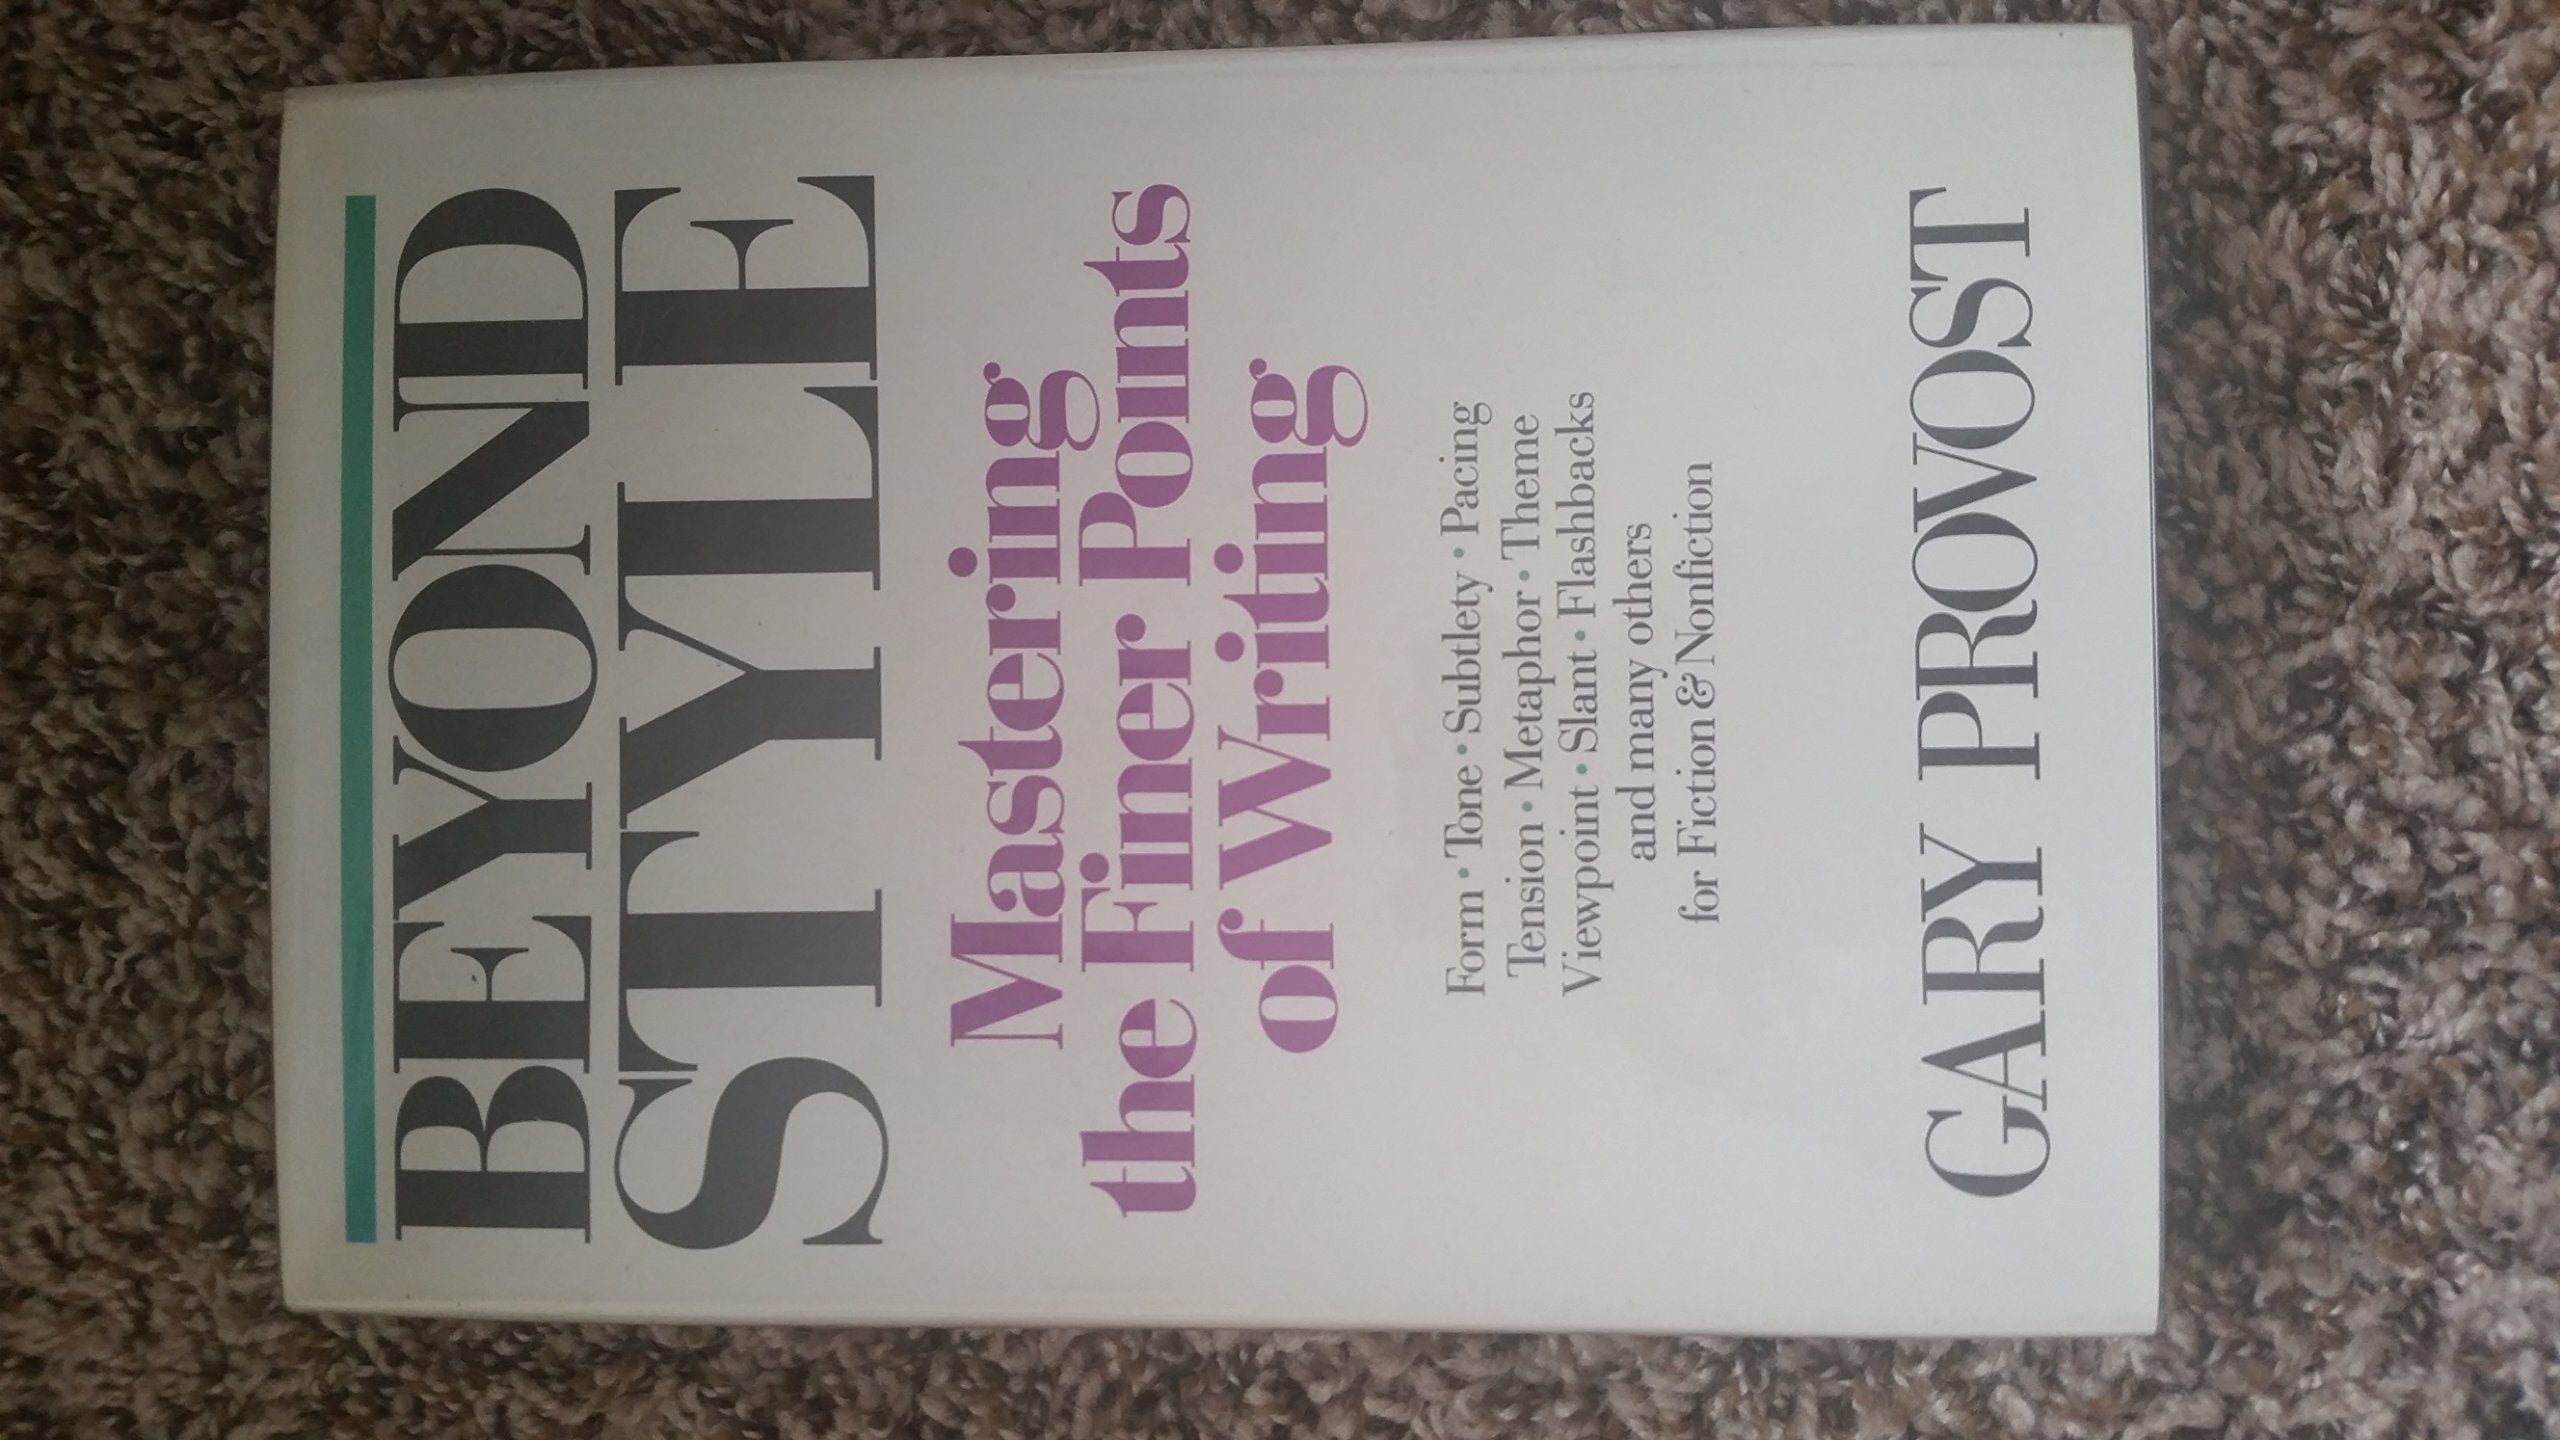 BEYOND
STYLE
Mastering
the Finer Points
of Writing
Form • Tone • Subtlety • Pacing
Tension • Metaphor • Theme
Viewpoint • Slant • Flashbacks
and many others
for Fiction & Nonfiction
GARY PROVOST